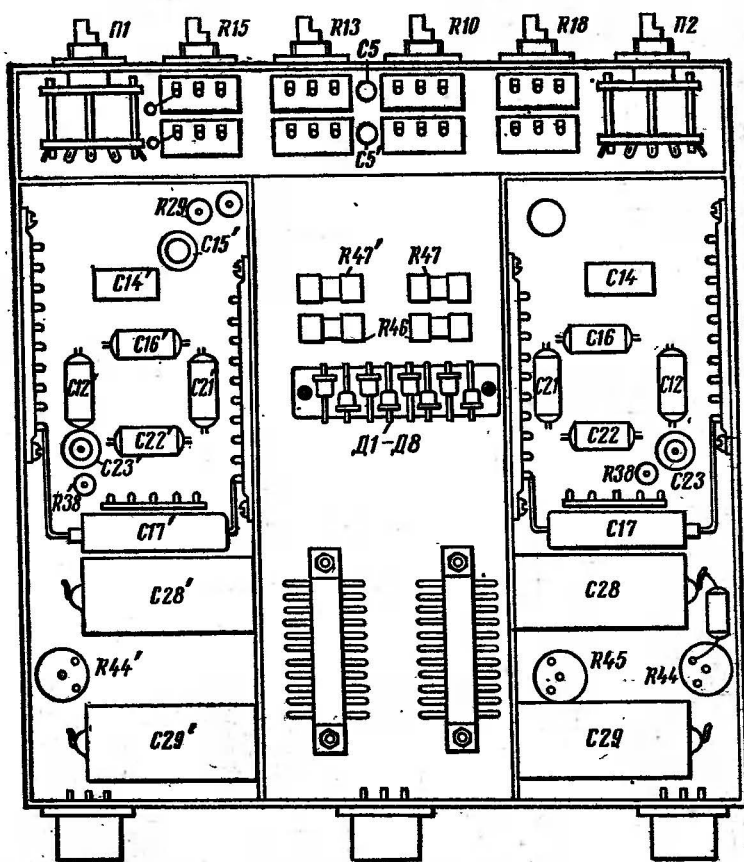 П1 R15 R13 R10 R18 П2
C5
C5'
R29
C15'
R47' R47
C14' C14
R46
C16' C16
C12' C21' C21 C12
Д1-Д8
C22' C22
C23' C23
R38' R38
C17' C17
C28' C28
R44' R45 R44
C29' C29